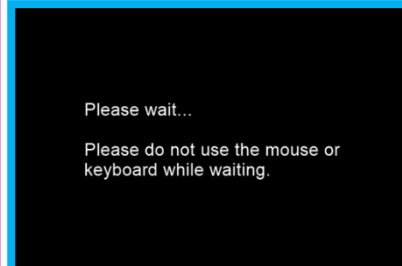 Please wait...
Please do not use the mouse or
keyboard while waiting.